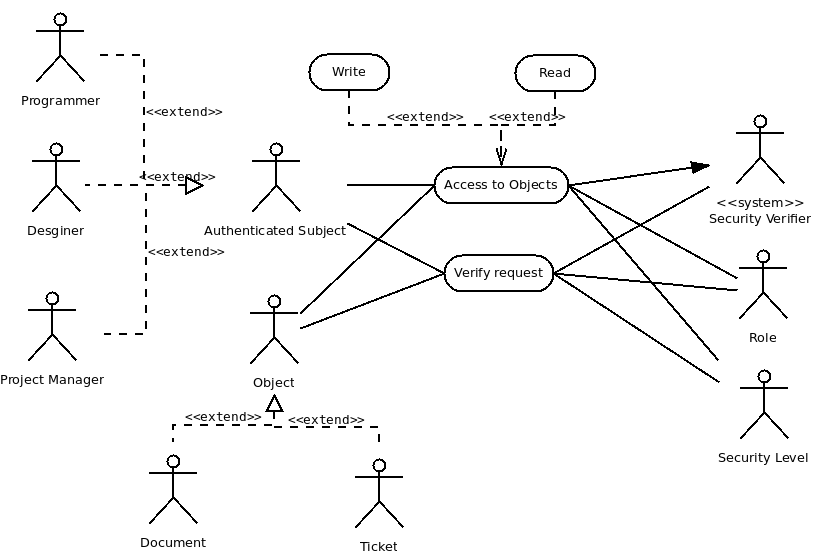 Programmer
<<extend>>
Write
Read
<<extend>>
<<extend>>
<<extend>>
Desginer
Authenticated Subject
Access to Objects
<<system>>
Security Verifier
<<extend>>
Verify request
Project Manager
Object
Role
<<extend>>
<<extend>>
Security Level
Document
Ticket